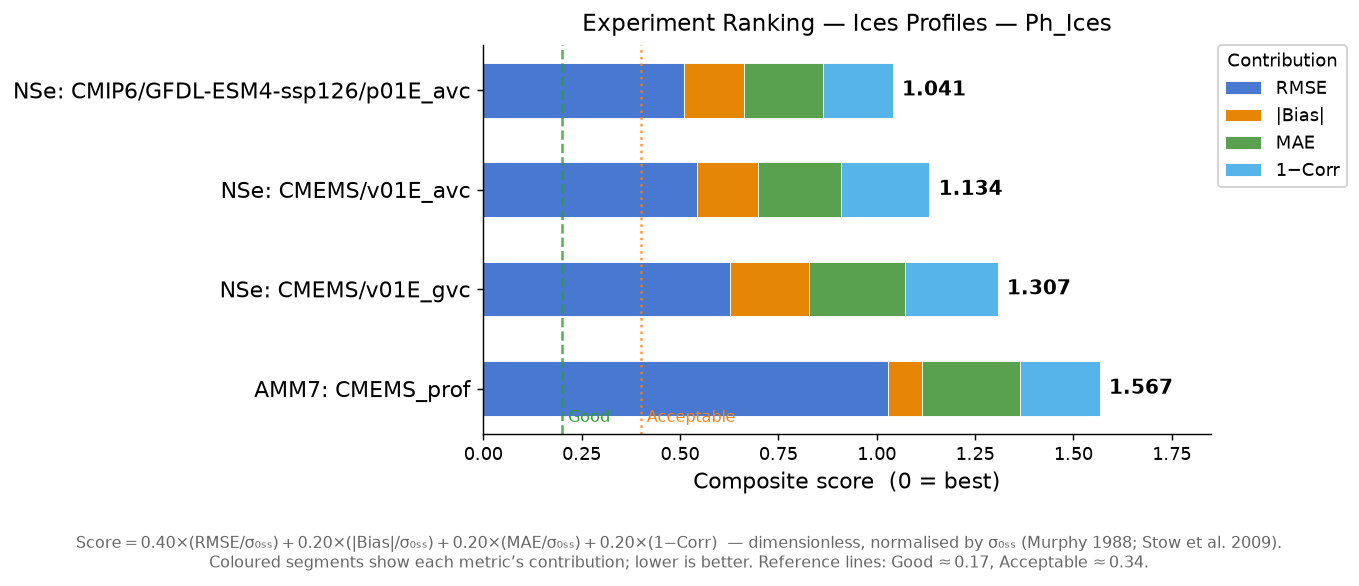 Experiment Ranking — Ices Profiles — Ph_Ices
NSe: CMIP6/GFDL-ESM4-ssp126/p01E_avc
1.041
NSe: CMEMS/v01E_avc
1.134
NSe: CMEMS/v01E_gvc
1.307
AMM7: CMEMS_prof
1.567
Good
Acceptable
Contribution
RMSE
|Bias|
MAE
1−Corr
0.00 0.25 0.50 0.75 1.00 1.25 1.50 1.75
Composite score (0 = best)
Score = 0.40×(RMSE/σ₀ₛₛ) + 0.20×(|Bias|/σ₀ₛₛ) + 0.20×(MAE/σ₀ₛₛ) + 0.20×(1−Corr) — dimensionless, normalised by σ₀ₛₛ (Murphy 1988; Stow et al. 2009).
Coloured segments show each metric’s contribution; lower is better. Reference lines: Good ≈ 0.17, Acceptable ≈ 0.34.